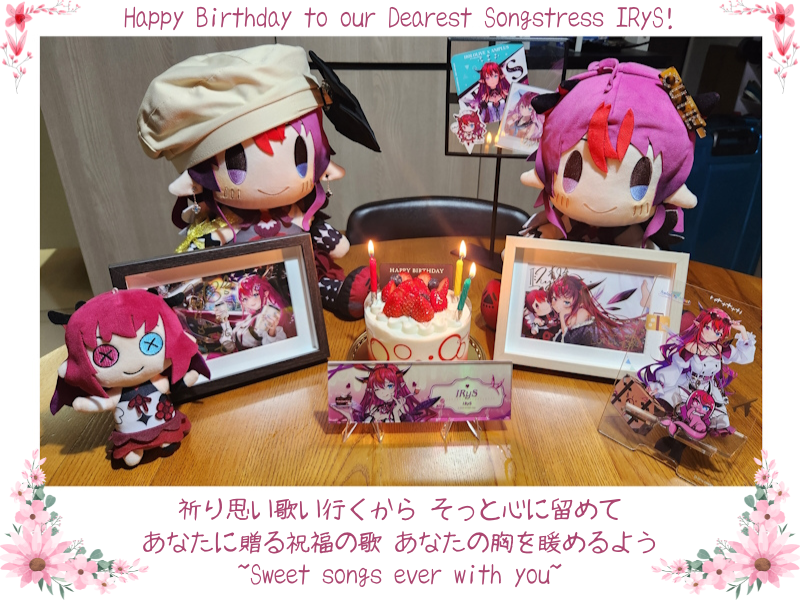 Happy Birthday to our Dearest Songstress IRyS!
HAPPY BIRTHDAY
IRyS
祈り思い歌い行くから そっと心に留めて
あなたに贈る祝福の歌 あなたの胸を暖めるよう
~Sweet songs ever with you~